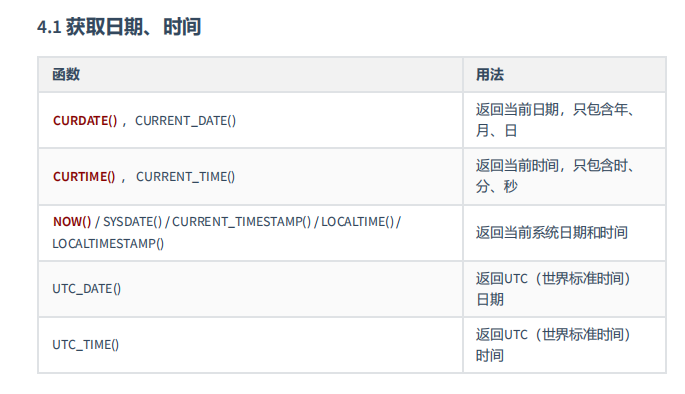 4.1 获取日期、时间
函数
用法
CURDATE() ，CURRENT_DATE()
返回当前日期，只包含年、
月、日
CURTIME() ，CURRENT_TIME()
返回当前时间，只包含时、
分、秒
NOW() / SYSDATE() / CURRENT_TIMESTAMP() / LOCALTIME() /
LOCALTIMESTAMP()
返回当前系统日期和时间
UTC_DATE()
返回UTC（世界标准时间）
日期
UTC_TIME()
返回UTC（世界标准时间）
时间